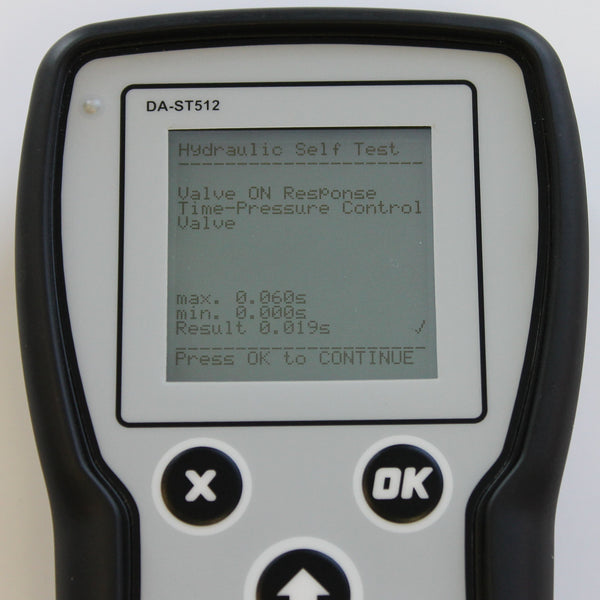 DA-ST512
Hydraulic Self Test
Valve ON Response
Time-Pressure Control
Valve
max. 0.060s
min. 0.000s
Result 0.019s ✓
Press OK to CONTINUE
X
OK